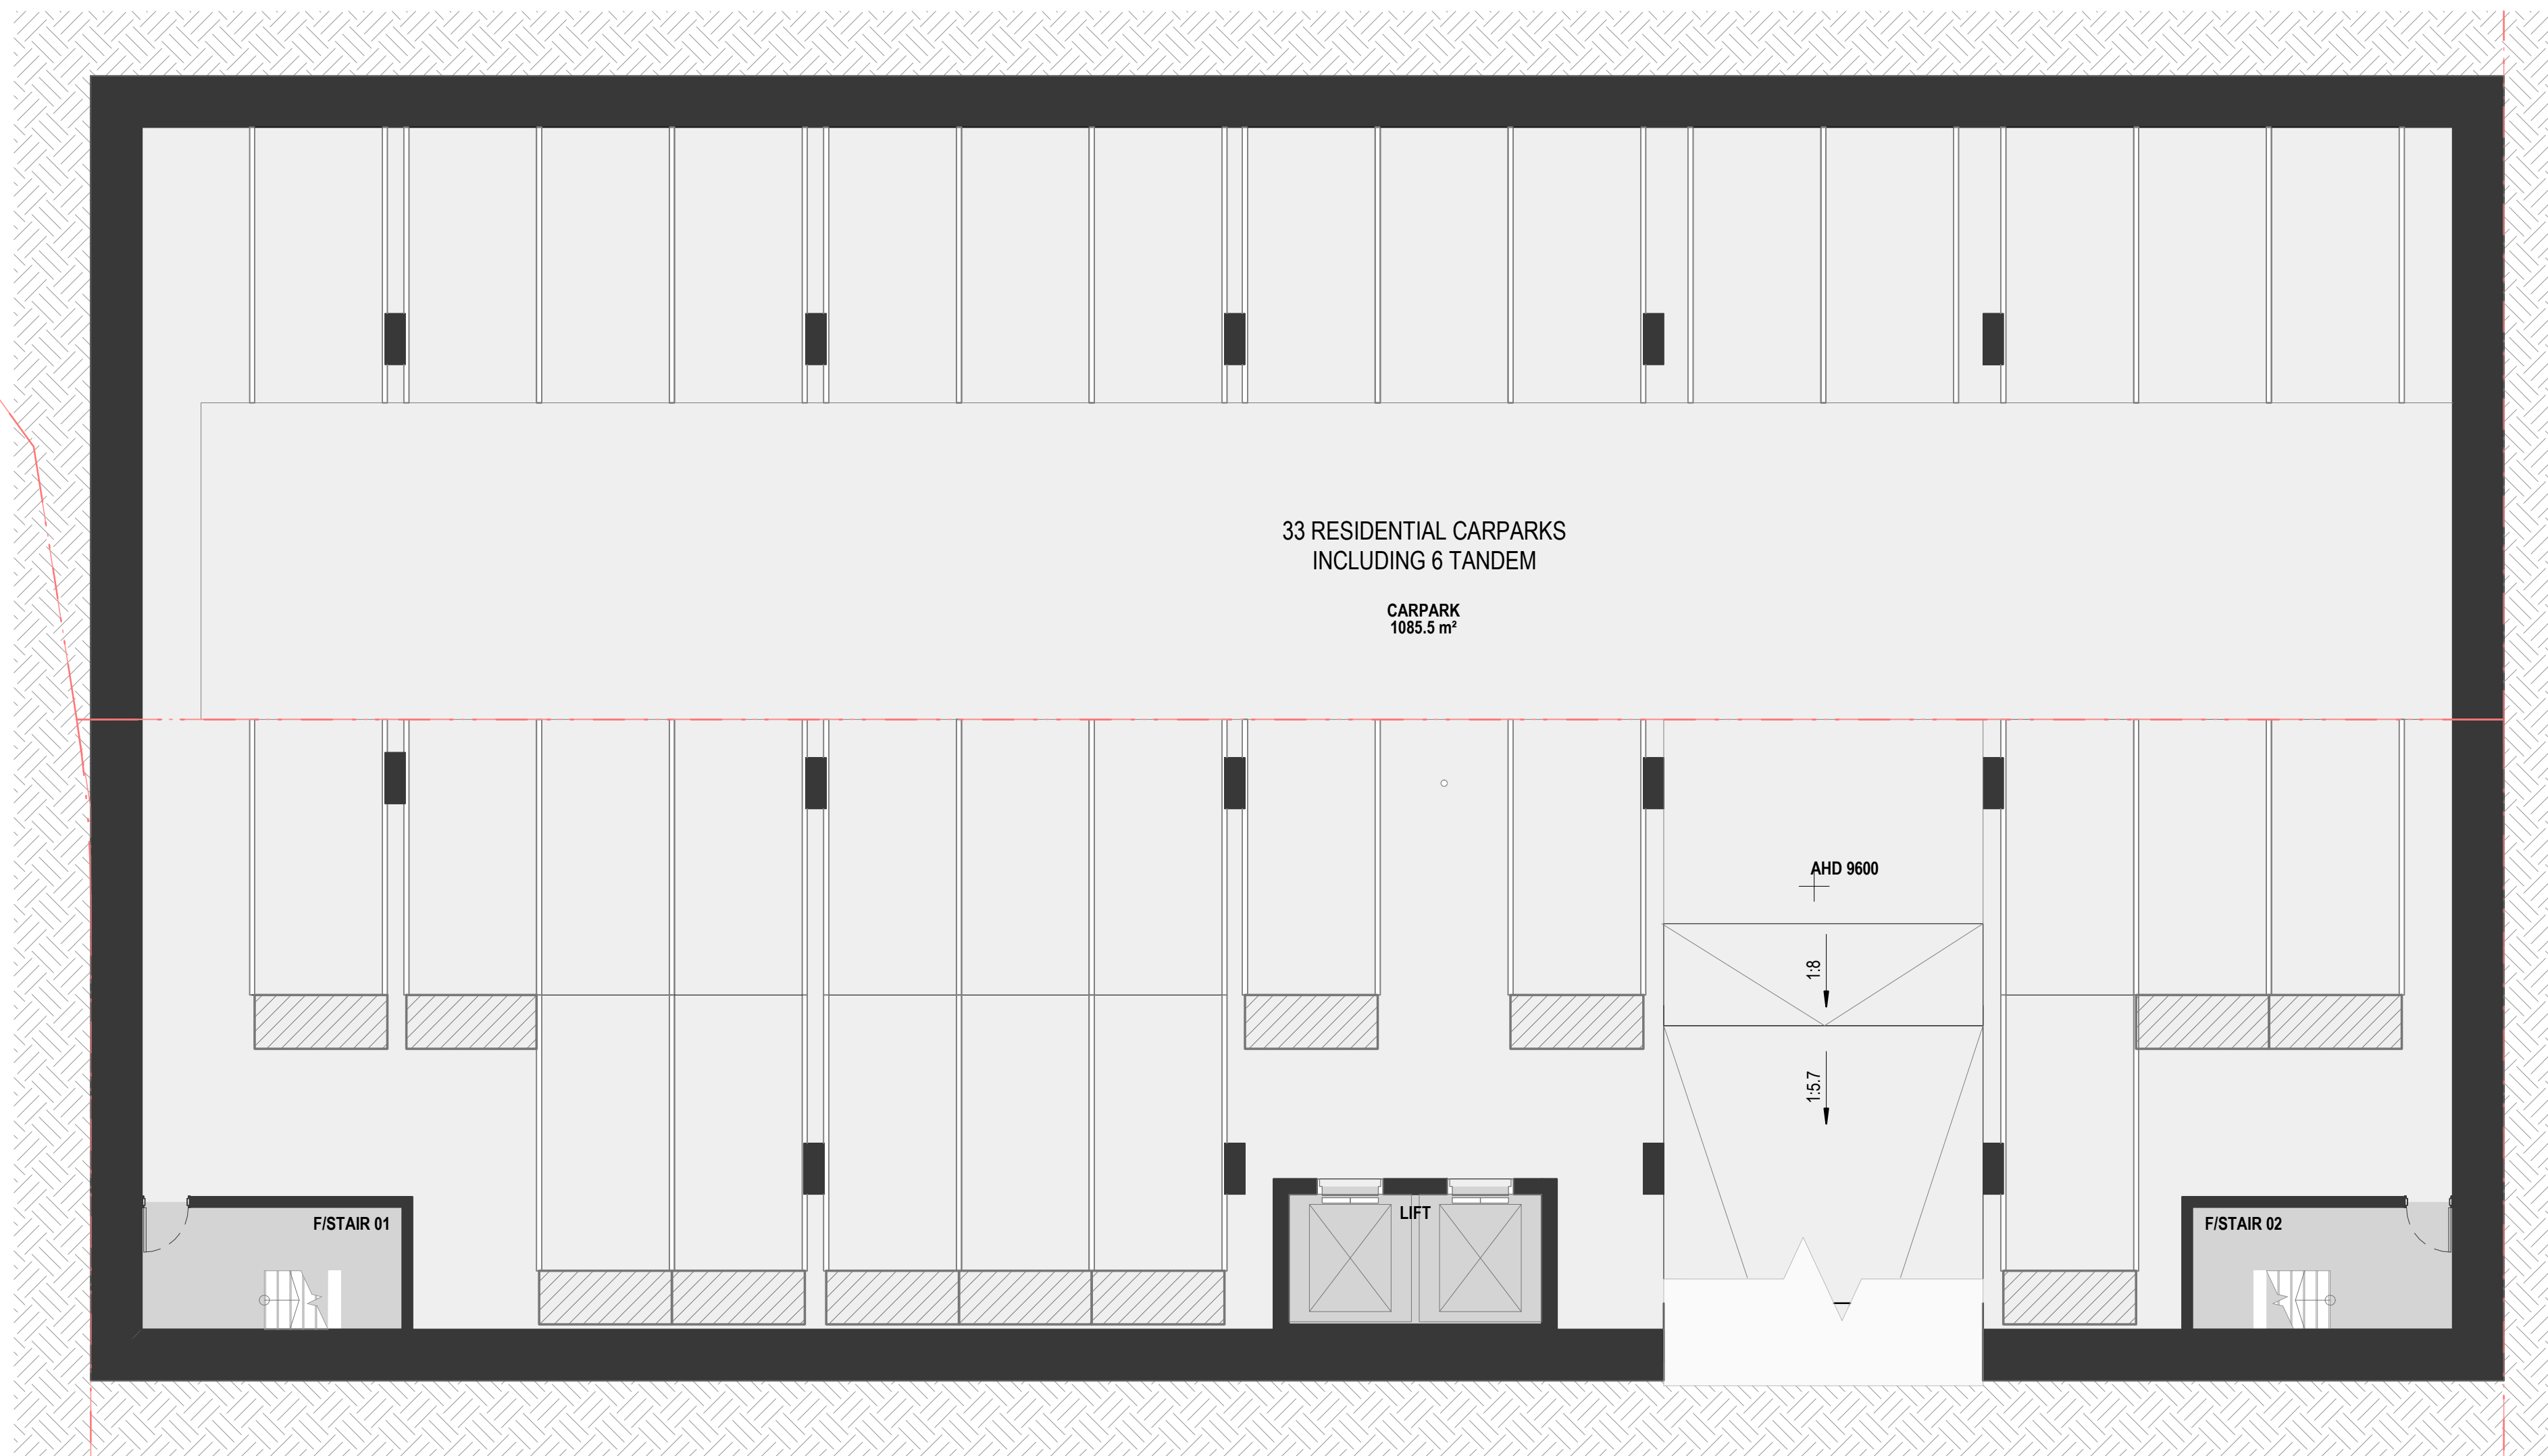 33 RESIDENTIAL CARPARKS
INCLUDING 6 TANDEM
CARPARK
1085.5 m²
AHD 9600
1:8
1:5.7
LIFT
F/STAIR 01
F/STAIR 02